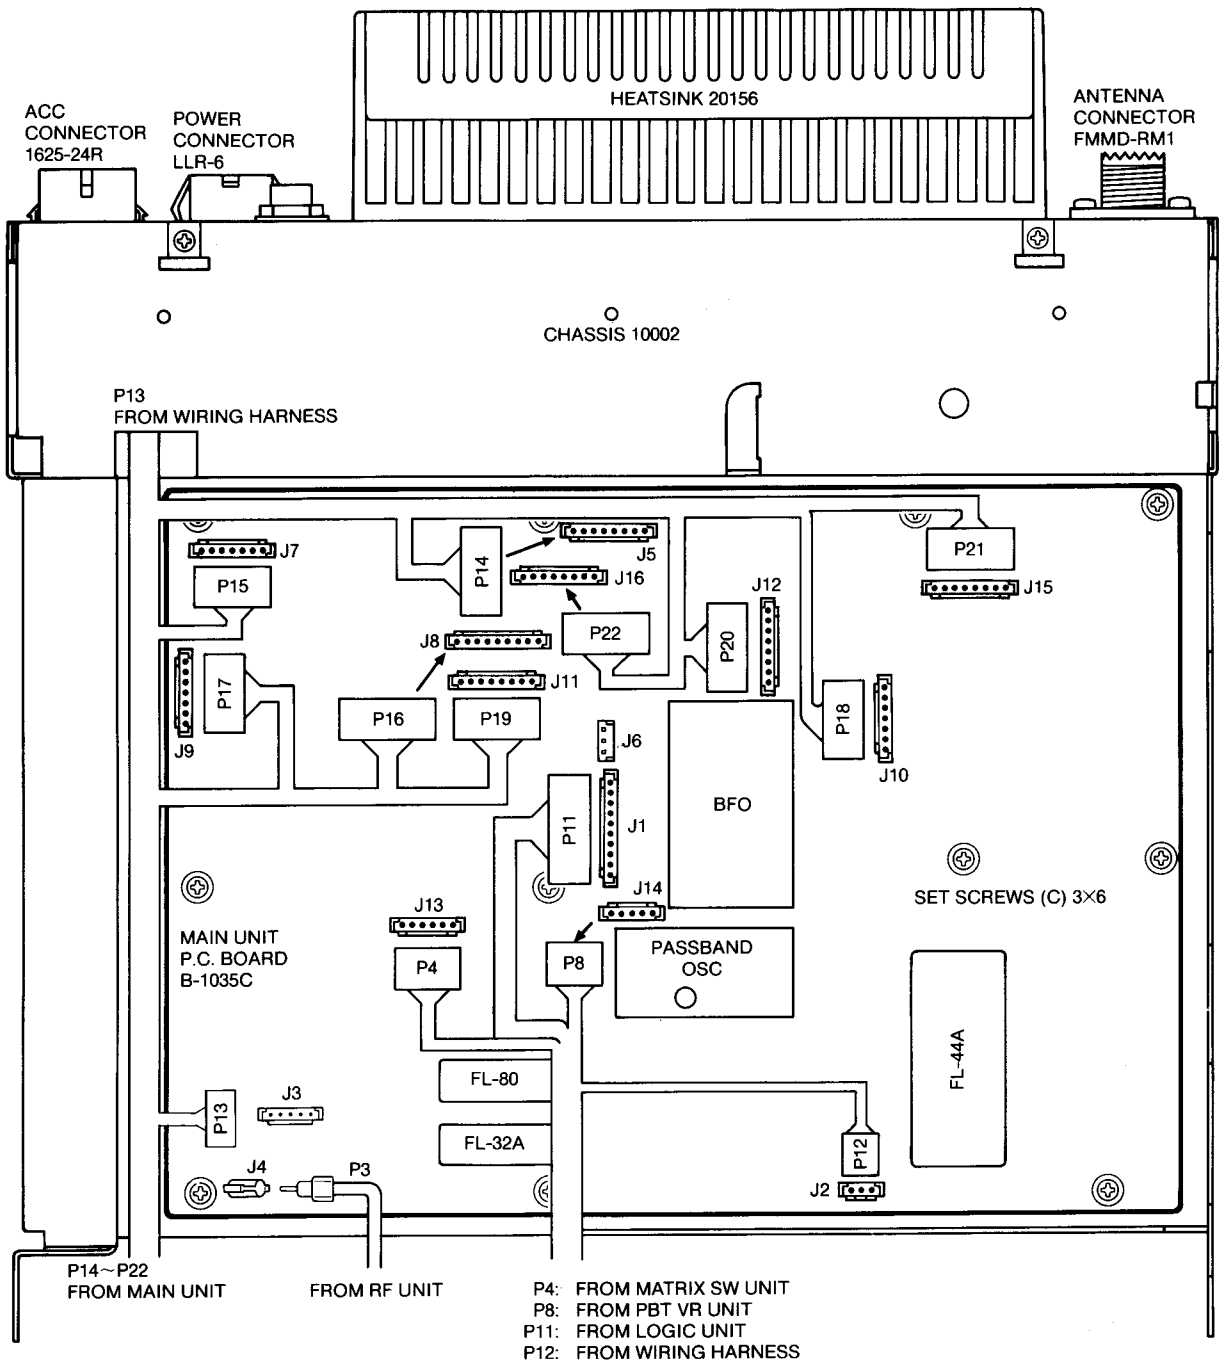 HEATSINK 20156
ACC
CONNECTOR
1625-24R
POWER
CONNECTOR
LLR-6
ANTENNA
CONNECTOR
FMMD-RM1
CHASSIS 10002
P13
FROM WIRING HARNESS
J7
P15
P14
J5
J16
P22
J12
P20
P21
J15
J8
J11
P17
J9
P16
P19
J6
P18
J10
P11
J1
BFO
J14
SET SCREWS (C) 3×6
J13
P4
P8
MAIN UNIT
P.C. BOARD
B-1035C
PASSBAND
OSC
FL-44A
FL-80
FL-32A
P13
J3
J4
P3
P12
J2
P14~P22
FROM MAIN UNIT
FROM RF UNIT
P4: FROM MATRIX SW UNIT
P8: FROM PBT VR UNIT
P11: FROM LOGIC UNIT
P12: FROM WIRING HARNESS